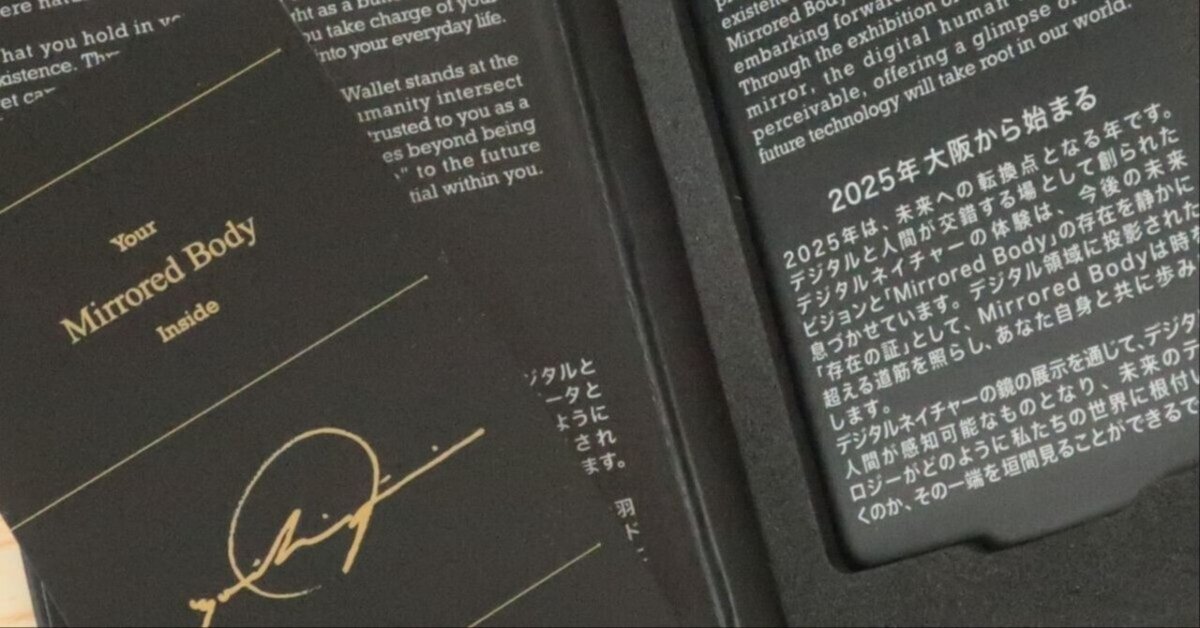 hat you hold in
xistence.
Your
Mirrored Body
Inside
ht as a
u take charge of your
nto your everyday life.
Wallet stands at the
umanity intersect
trusted to you as a
es beyond being
" to the future
tial within you.
ジタルと
ータと
ように
され
ます。
羽
existence
Mirrored Body
embarking forward
Through the exhibition of
mirror, the digital human
perceivable, offering a glimpse of
future technology will take root in our world.
2025年 大阪から始まる
2025年は、未来への転換点となる年です。
デジタルと人間が交錯する場として創られた
デジタルネイチャーの体験は、今後の未来
ビジョンと「Mirrored Body」の存在を静かに
息づかせています。デジタル領域に投影された
「存在の証」として、Mirrored Bodyは時を
超える道筋を照らし、あなた自身と共に歩み
します。
デジタルネイチャーの鏡の展示を通じて、デジタル
人間が感知可能なものとなり、未来のテ
ロジーがどのように私たちの世界に根付い
くのか、その一端を垣間見ることができるで